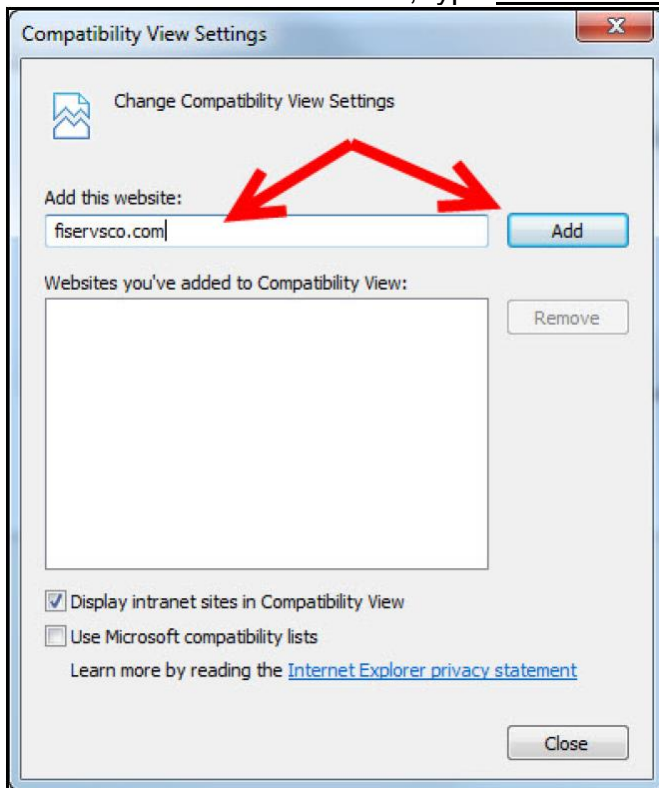 Compatibility View Settings
X
Change Compatibility View Settings
Add this website:
fiservsco.com
Add
Websites you've added to Compatibility View:
Remove
Display intranet sites in Compatibility View
Use Microsoft compatibility lists
Learn more by reading the Internet Explorer privacy statement
Close